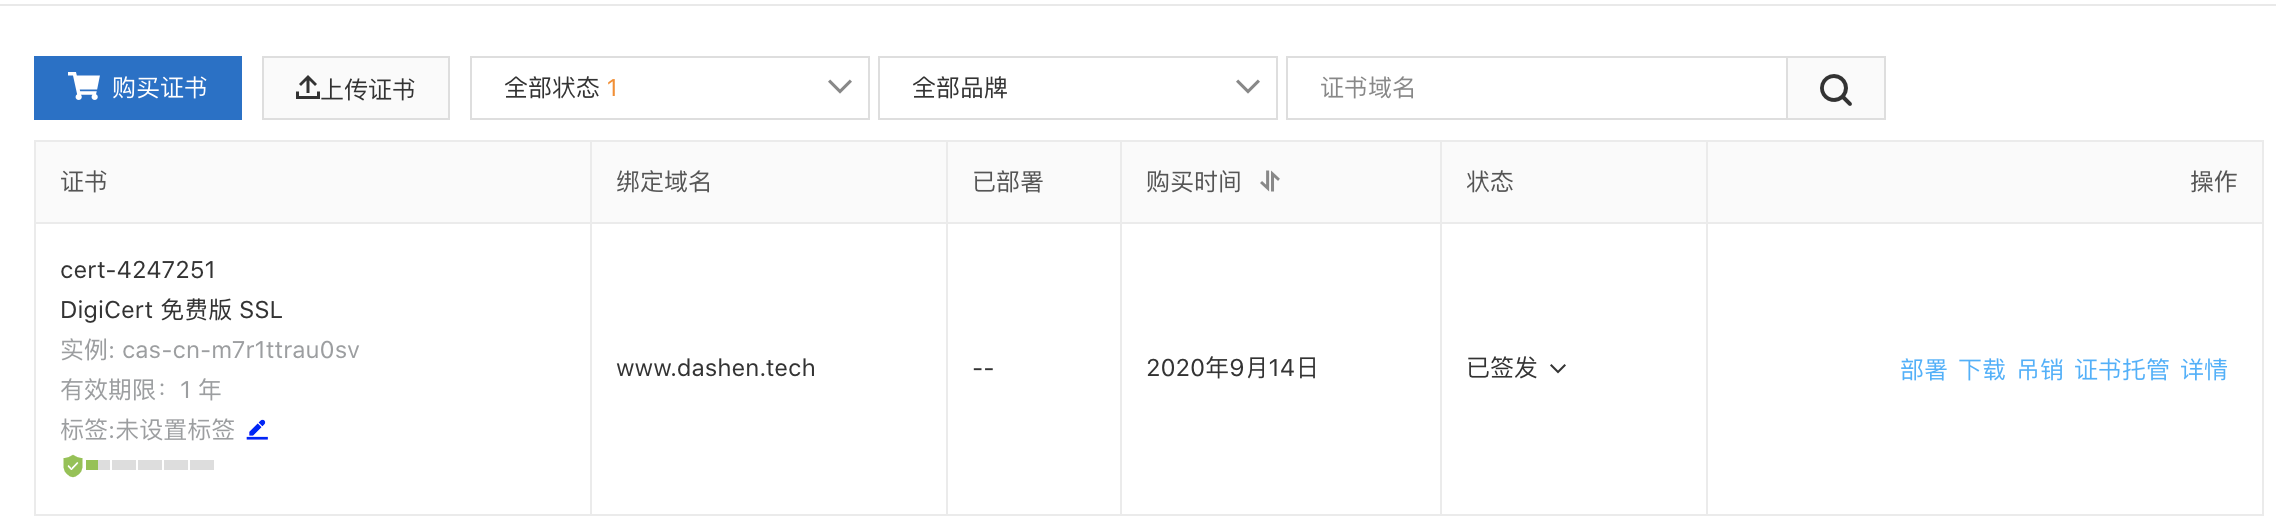 购买证书 上传证书 全部状态 1 全部品牌 证书域名
证书 绑定域名 已部署 购买时间 状态 操作
cert-4247251
DigiCert 免费版 SSL
实例: cas-cn-m7r1ttrau0sv
有效期限：1 年
标签:未设置标签
www.dashen.tech -- 2020年9月14日 已签发 部署 下载 吊销 证书托管 详情